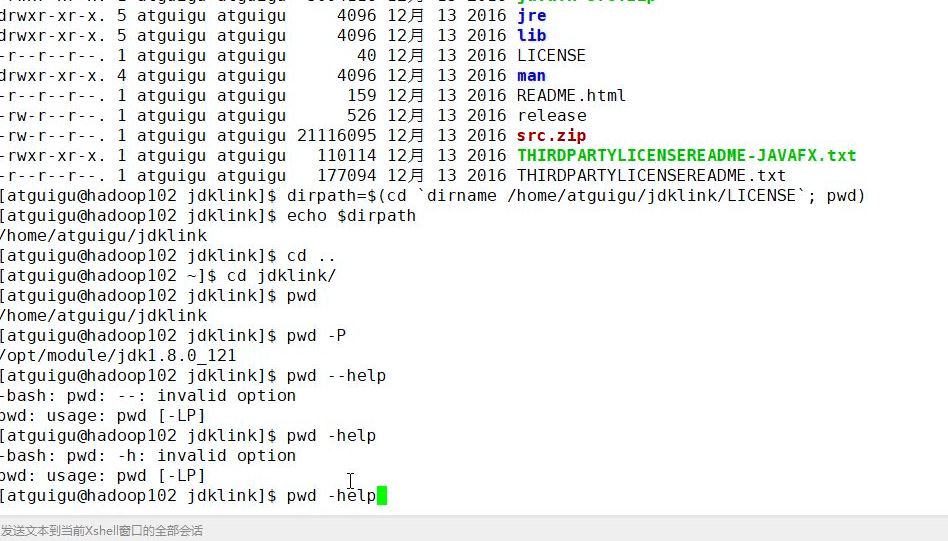 drwxr-xr-x. 5 atguigu atguigu     4096 12月  13 2016 jre
drwxr-xr-x. 5 atguigu atguigu     4096 12月  13 2016 lib
-r--r--r--. 1 atguigu atguigu       40 12月  13 2016 LICENSE
drwxr-xr-x. 4 atguigu atguigu     4096 12月  13 2016 man
-r--r--r--. 1 atguigu atguigu      159 12月  13 2016 README.html
-rw-r--r--. 1 atguigu atguigu      526 12月  13 2016 release
-rw-r--r--. 1 atguigu atguigu 21116095 12月  13 2016 src.zip
-rwxr-xr-x. 1 atguigu atguigu   110114 12月  13 2016 THIRDPARTYLICENSEREADME-JAVAFX.txt
-r--r--r--. 1 atguigu atguigu   177094 12月  13 2016 THIRDPARTYLICENSEREADME.txt
[atguigu@hadoop102 jdklink]$ dirpath=$(cd `dirname /home/atguigu/jdklink/LICENSE`; pwd)
[atguigu@hadoop102 jdklink]$ echo $dirpath
/home/atguigu/jdklink
[atguigu@hadoop102 jdklink]$ cd ..
[atguigu@hadoop102 ~]$ cd jdklink/
[atguigu@hadoop102 jdklink]$ pwd
/home/atguigu/jdklink
[atguigu@hadoop102 jdklink]$ pwd -P
/opt/module/jdk1.8.0_121
[atguigu@hadoop102 jdklink]$ pwd --help
-bash: pwd: --: invalid option
pwd: usage: pwd [-LP]
[atguigu@hadoop102 jdklink]$ pwd -help
-bash: pwd: -h: invalid option
pwd: usage: pwd [-LP]
[atguigu@hadoop102 jdklink]$ pwd -help
发送文本到当前Xshell窗口的全部会话